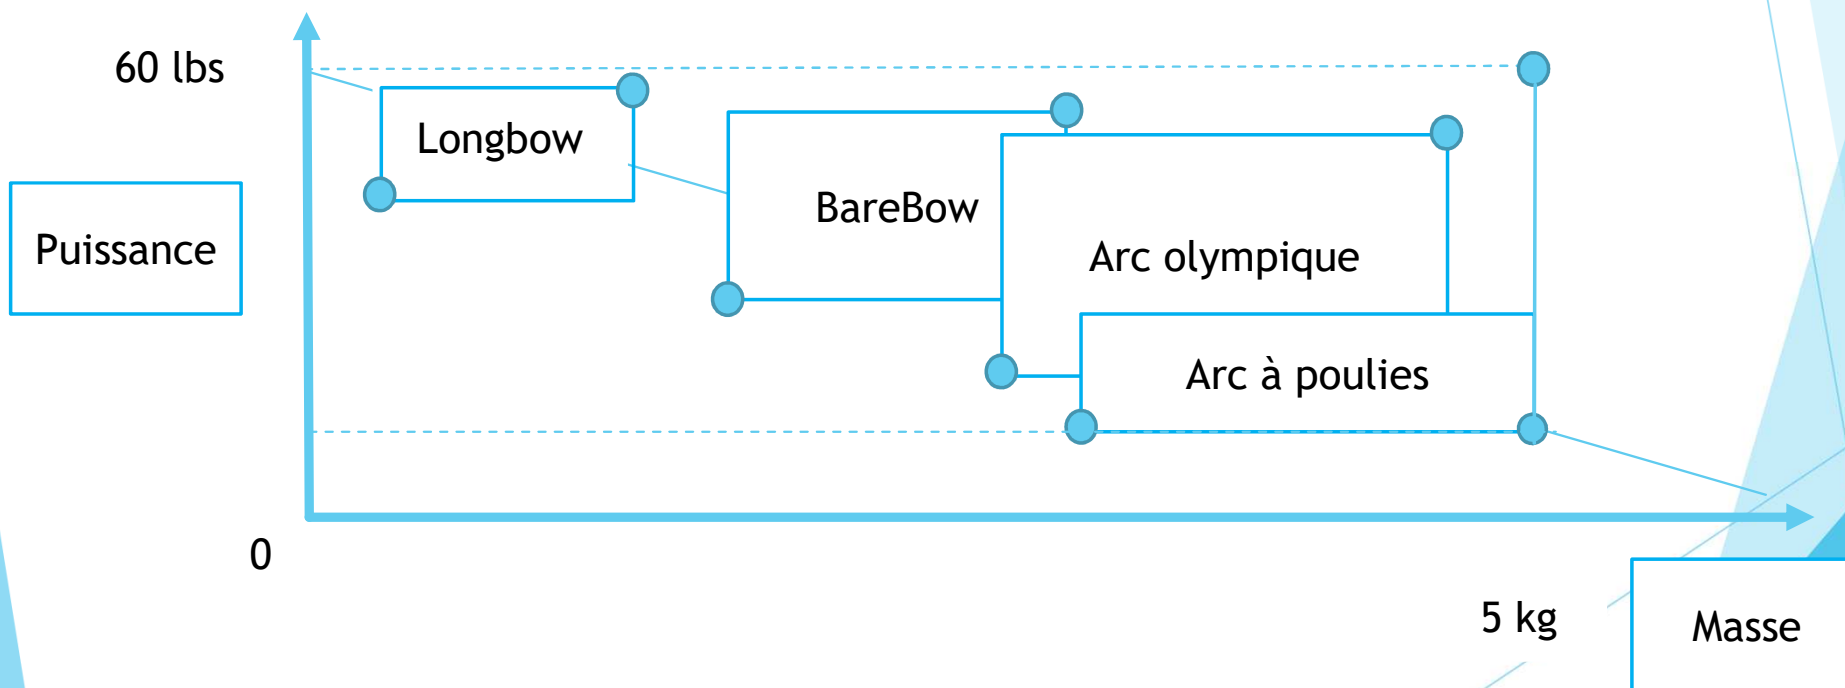 60 lbs
Longbow
BareBow
Puissance
Arc olympique
Arc à poulies
0
5 kg
Masse